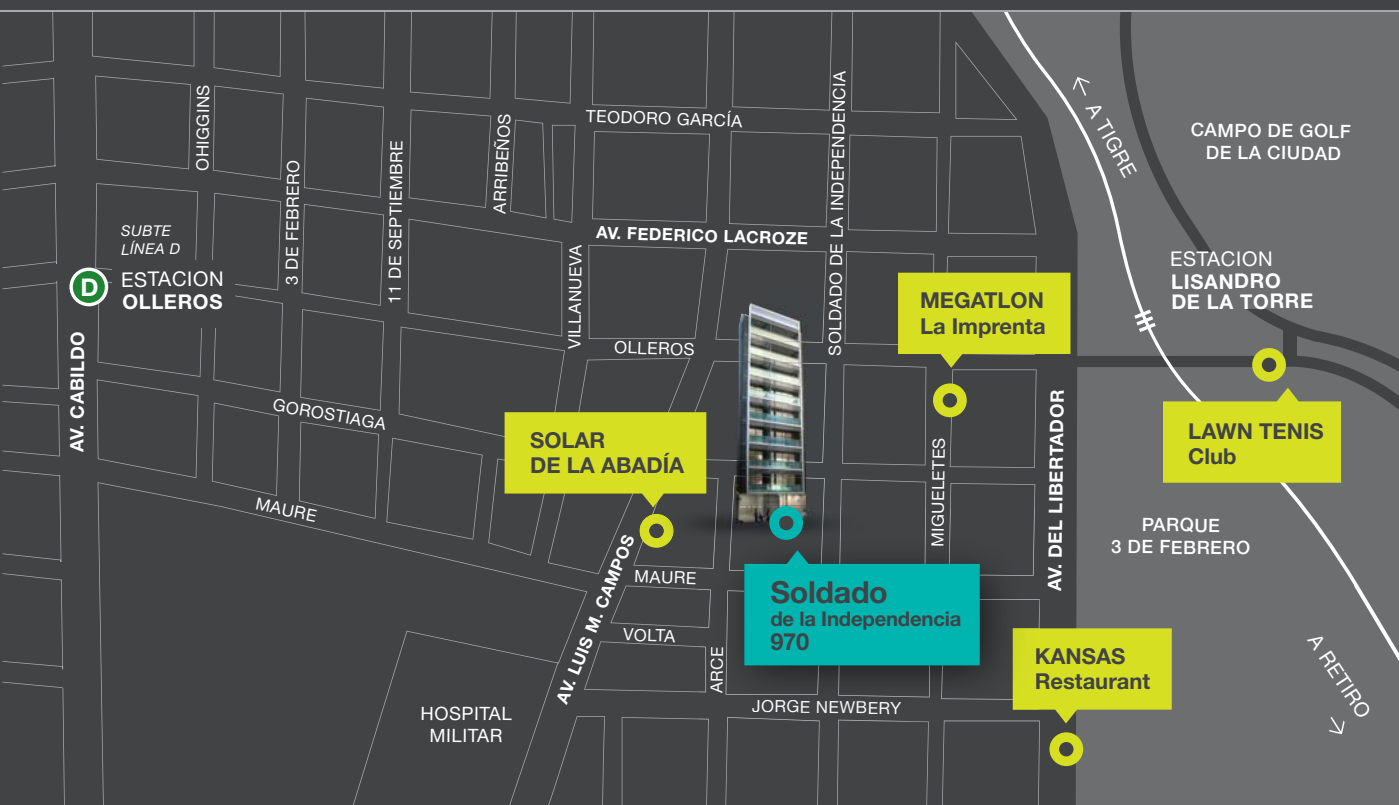 TEODORO GARCÍA
OHIGGINS
3 DE FEBRERO
11 DE SEPTIEMBRE
ARRIBEÑOS
SOLDADO DE LA INDEPENDENCIA
A TIGRE
CAMPO DE GOLF
DE LA CIUDAD
SUBTE
LÍNEA D
D
ESTACION
OLLEROS
AV. FEDERICO LACROZE
VILLANUEVA
OLLEROS
MEGATLON
La Imprenta
ESTACION
LISANDRO
DE LA TORRE
AV. CABILDO
GOROSTIAGA
MAURE
SOLAR
DE LA ABADÍA
MIGUELETES
AV. DEL LIBERTADOR
LAWN TENIS
Club
PARQUE
3 DE FEBRERO
AV. LUIS M. CAMPOS
MAURE
VOLTA
ARCE
Soldado
de la Independencia
970
KANSAS
Restaurant
JORGE NEWBERY
HOSPITAL
MILITAR
A RETIRO